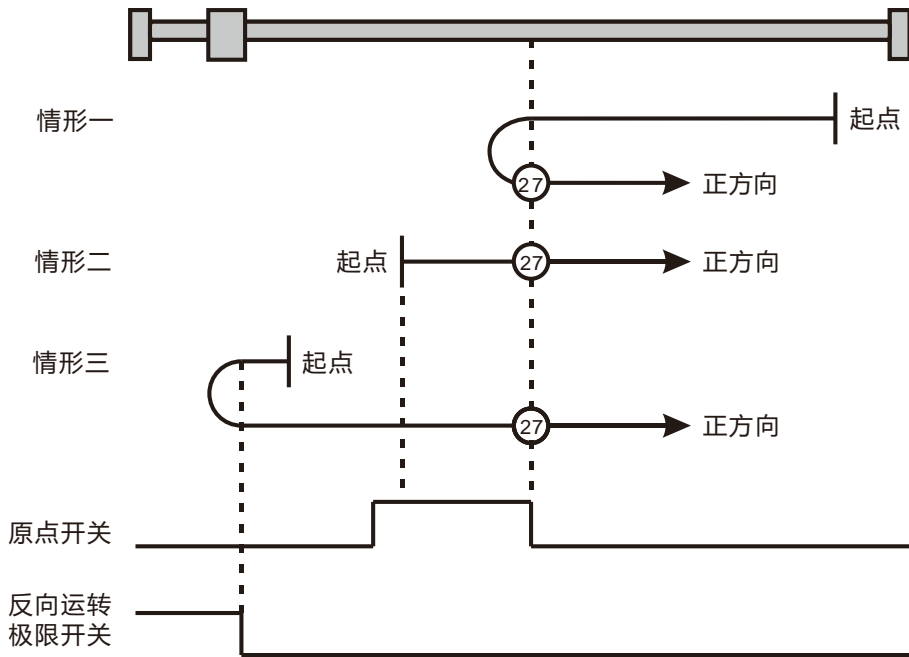 情形一
起点
27
正方向
情形二
起点
27
正方向
情形三
起点
27
正方向
原点开关
反向运转
极限开关